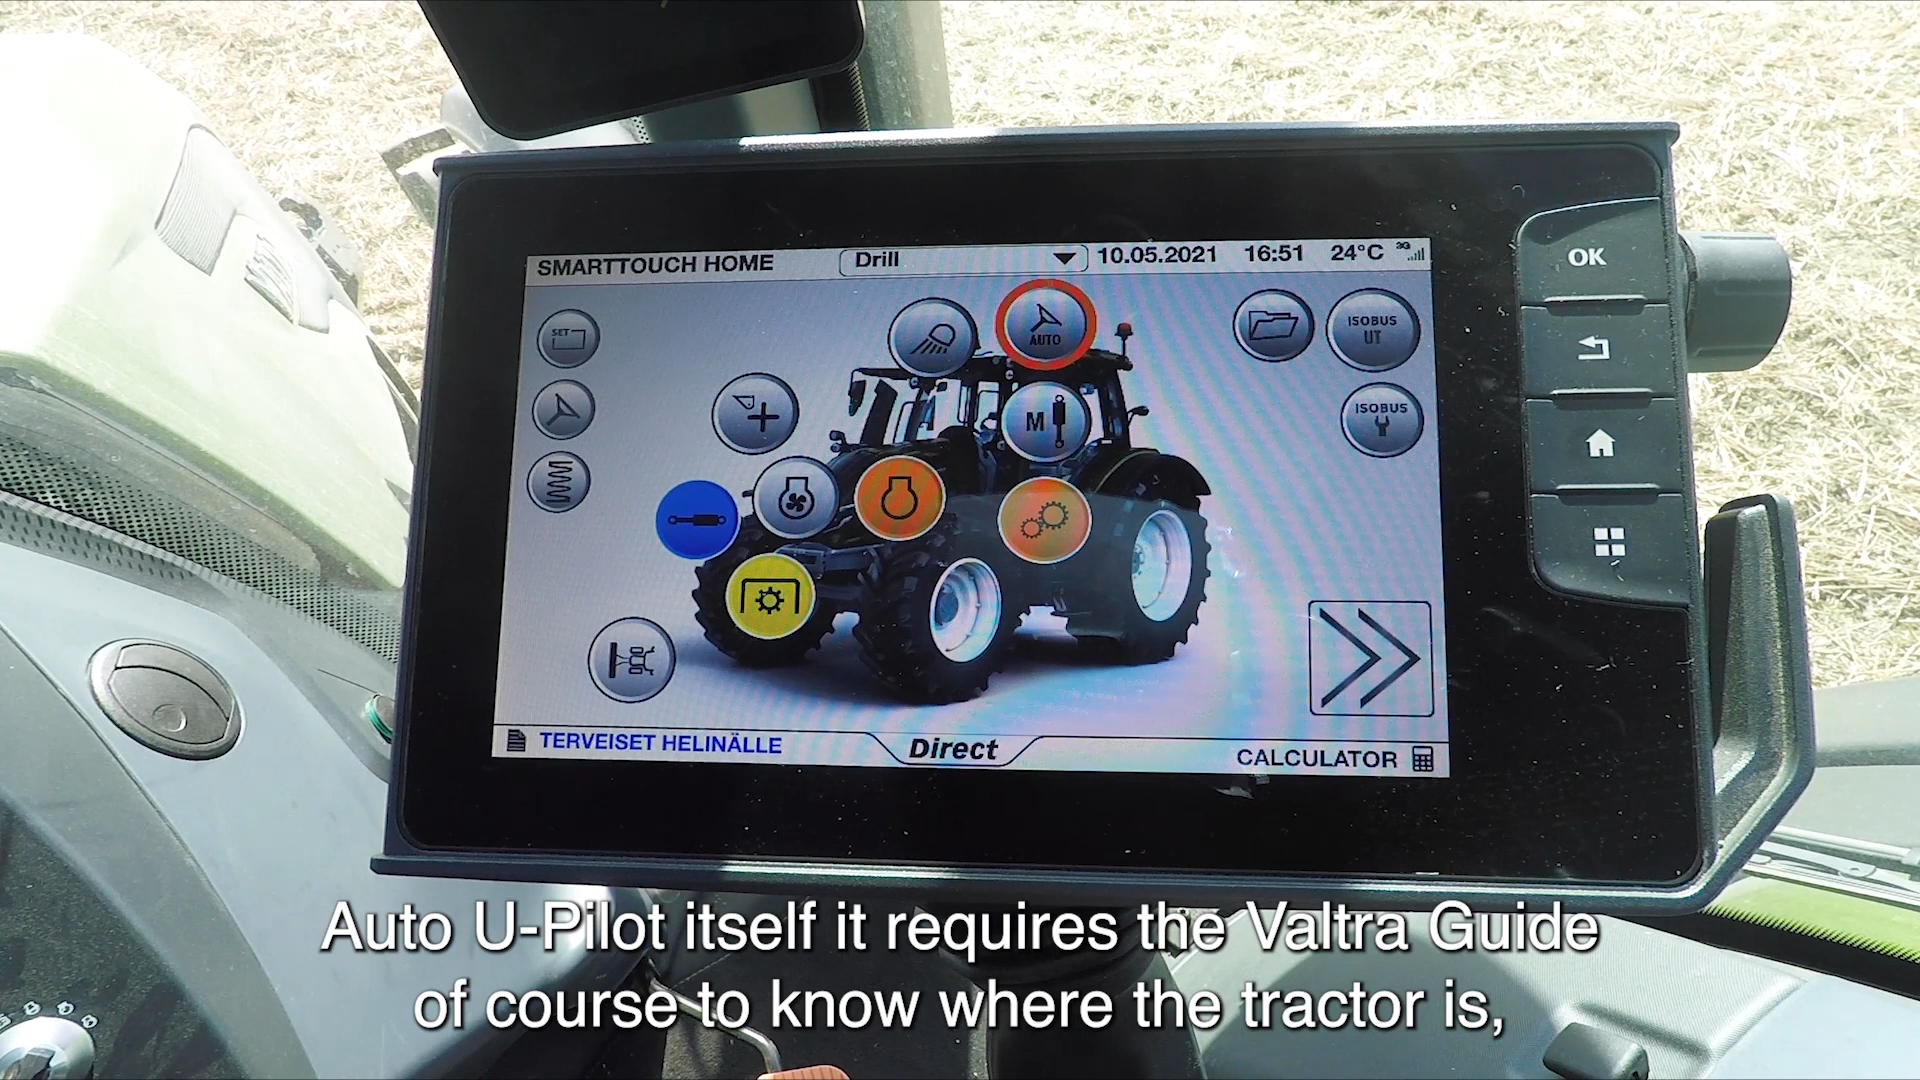 SMARTTOUCH HOME Drill 10.05.2021 16:51 24°C 3G
SET
AUTO
ISOBUS
UT
M
ISOBUS
TERVEISET HELINÄLLE Direct CALCULATOR
OK
Auto U-Pilot itself it requires the Valtra Guide
of course to know where the tractor is,